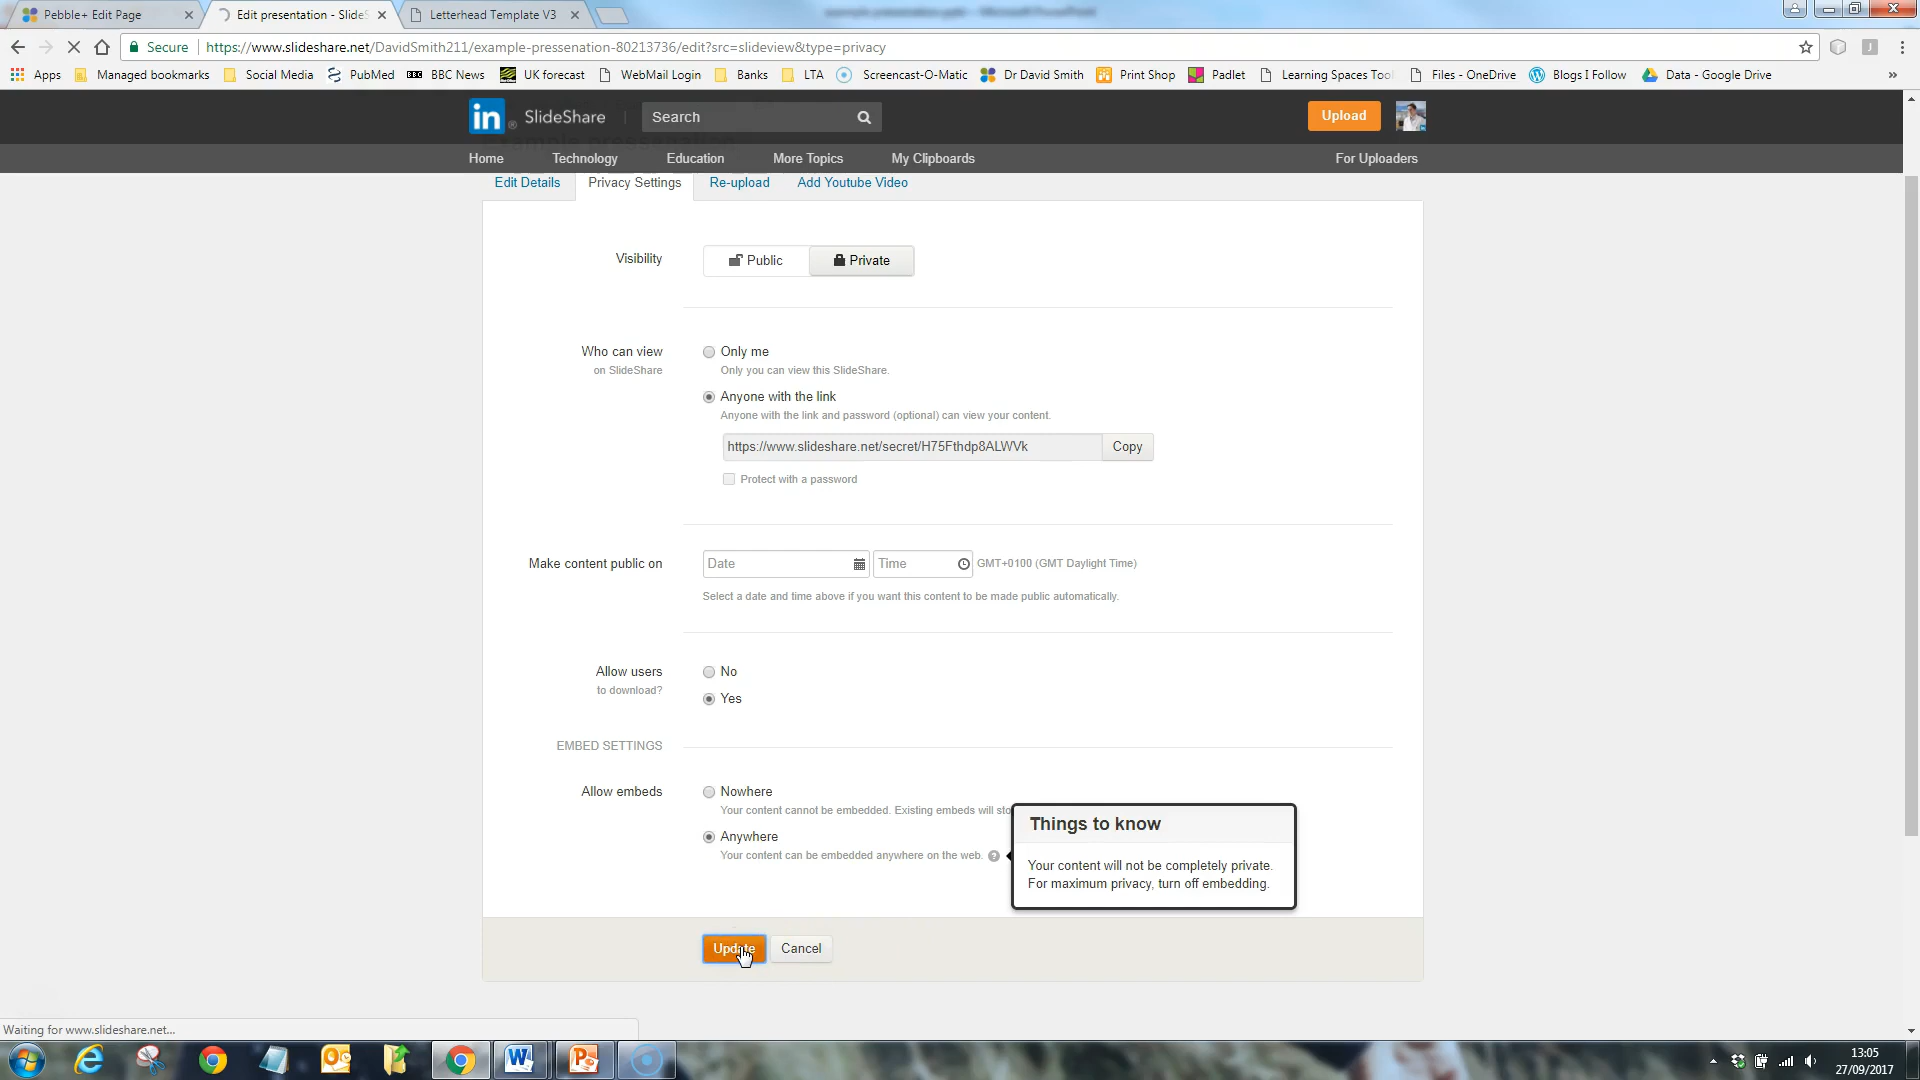 Pebble+ Edit Page
Edit presentation - SlideS
Letterhead Template V3
Secure https://www.slideshare.net/DavidSmith211/example-pressenation-80213736/edit?src=slideview&type=privacy
Apps Managed bookmarks Social Media PubMed BBC News UK forecast WebMail Login Banks LTA Screencast-O-Matic Dr David Smith Print Shop Padlet Learning Spaces Tool Files - OneDrive Blogs I Follow Data - Google Drive
in SlideShare Search Upload
Home Technology Education More Topics My Clipboards For Uploaders
Edit Details Privacy Settings Re-upload Add Youtube Video
Visibility Public Private
Who can view
on SlideShare
Only me
Only you can view this SlideShare.
Anyone with the link
Anyone with the link and password (optional) can view your content.
https://www.slideshare.net/secret/H75Fthdp8ALWVk Copy
Protect with a password
Make content public on Date Time GMT+0100 (GMT Daylight Time)
Select a date and time above if you want this content to be made public automatically.
Allow users
to download?
No
Yes
EMBED SETTINGS
Allow embeds
Nowhere
Your content cannot be embedded. Existing embeds will sto
Anywhere
Your content can be embedded anywhere on the web. ?
Things to know
Your content will not be completely private.
For maximum privacy, turn off embedding.
Update Cancel
Waiting for www.slideshare.net...
13:05
27/09/2017